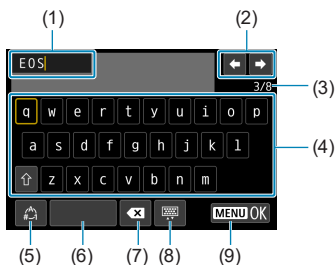 (1) (2)
EOS
3/8 (3)
q w e r t y u i o p
a s d f g h j k l (4)
z x c v b n m
MENU OK
(5) (6) (7) (8) (9)